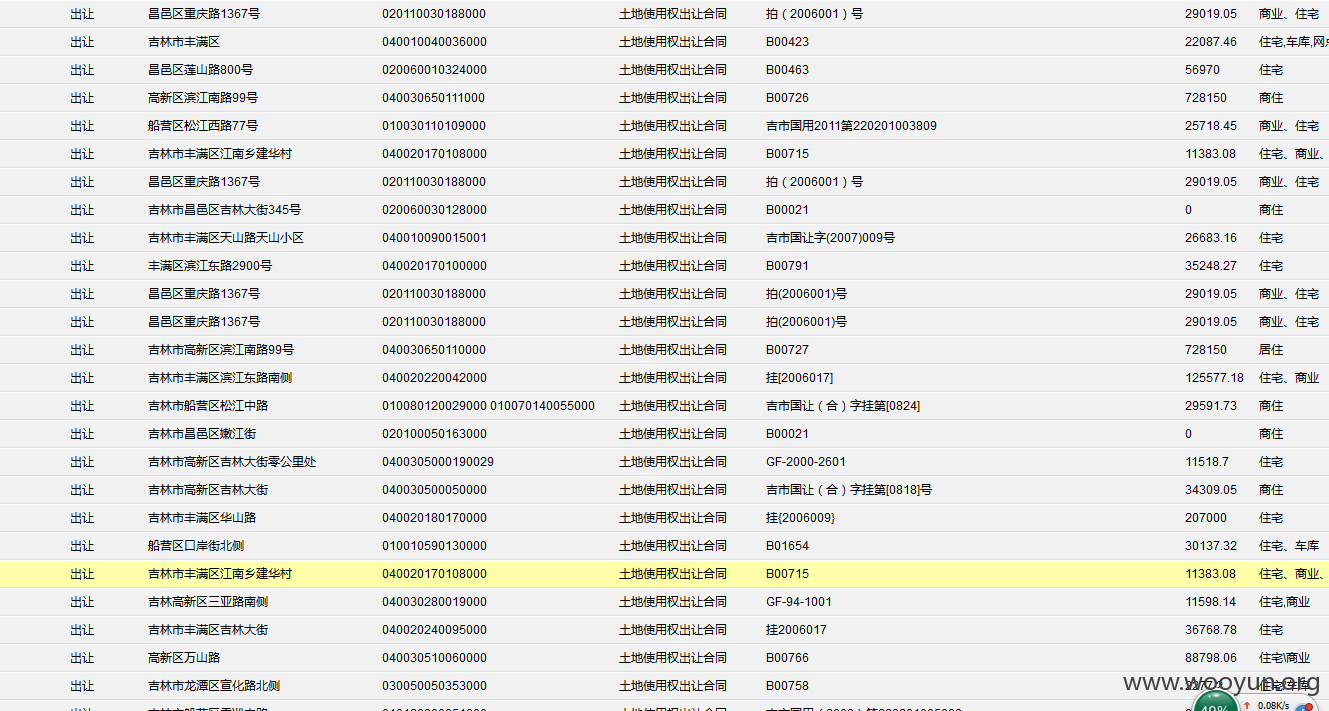 出让 昌邑区重庆路1367号 020110030188000 土地使用权出让合同 拍（2006001）号 29019.05 商业、住宅
出让 吉林市丰满区 040010040036000 土地使用权出让合同 B00423 22087.46 住宅,车库,网
出让 昌邑区莲山路800号 020060010324000 土地使用权出让合同 B00463 56970 住宅
出让 高新区滨江南路99号 040030650111000 土地使用权出让合同 B00726 728150 商住
出让 船营区松江西路77号 010030110109000 土地使用权出让合同 吉市国用2011第220201003809 25718.45 商业、住宅
出让 吉林市丰满区江南乡建华村 040020170108000 土地使用权出让合同 B00715 11383.08 住宅、商业、
出让 昌邑区重庆路1367号 020110030188000 土地使用权出让合同 拍（2006001）号 29019.05 商业、住宅
出让 吉林市昌邑区吉林大街345号 020060030128000 土地使用权出让合同 B00021 0 商住
出让 吉林市丰满区天山路天山小区 040010090015001 土地使用权出让合同 吉市国让字(2007)009号 26683.16 住宅
出让 丰满区滨江东路2900号 040020170100000 土地使用权出让合同 B00791 35248.27 住宅
出让 昌邑区重庆路1367号 020110030188000 土地使用权出让合同 拍(2006001)号 29019.05 商业、住宅
出让 昌邑区重庆路1367号 020110030188000 土地使用权出让合同 拍(2006001)号 29019.05 商业、住宅
出让 吉林市高新区滨江南路99号 040030650110000 土地使用权出让合同 B00727 728150 居住
出让 吉林市丰满区滨江东路南侧 040020220042000 土地使用权出让合同 挂[2006017] 125577.18 住宅、商业
出让 吉林市船营区松江中路 010080120029000 010070140055000 土地使用权出让合同 吉市国让（合）字挂第[0824] 29591.73 商住
出让 吉林市昌邑区嫩江街 020100050163000 土地使用权出让合同 B00021 0 商住
出让 吉林市高新区吉林大街零公里处 0400305000190029 土地使用权出让合同 GF-2000-2601 11518.7 住宅
出让 吉林市高新区吉林大街 040030500050000 土地使用权出让合同 吉市国让（合）字挂第[0818]号 34309.05 商住
出让 吉林市丰满区华山路 040020180170000 土地使用权出让合同 挂{2006009} 207000 住宅
出让 船营区口岸街北侧 010010590130000 土地使用权出让合同 B01654 30137.32 住宅、车库
出让 吉林市丰满区江南乡建华村 040020170108000 土地使用权出让合同 B00715 11383.08 住宅、商业、
出让 吉林高新区三亚路南侧 040030280019000 土地使用权出让合同 GF-94-1001 11598.14 住宅,商业
出让 吉林市丰满区吉林大街 040020240095000 土地使用权出让合同 挂2006017 36768.78 住宅
出让 高新区万山路 040030510060000 土地使用权出让合同 B00766 88798.06 住宅\商业
出让 吉林市龙潭区宣化路北侧 030050050353000 土地使用权出让合同 B00758
www.wooyun.org
49% 0.08K/s